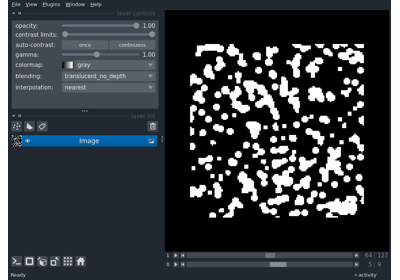 File View Plugins Window Help
layer controls
opacity: 1.00
contrast limits:
auto-contrast: once continuous
gamma: 1.00
colormap: gray
blending: translucent_no_depth
interpolation: nearest
layer list
Image
1 64 127
0 5 9
Ready activity